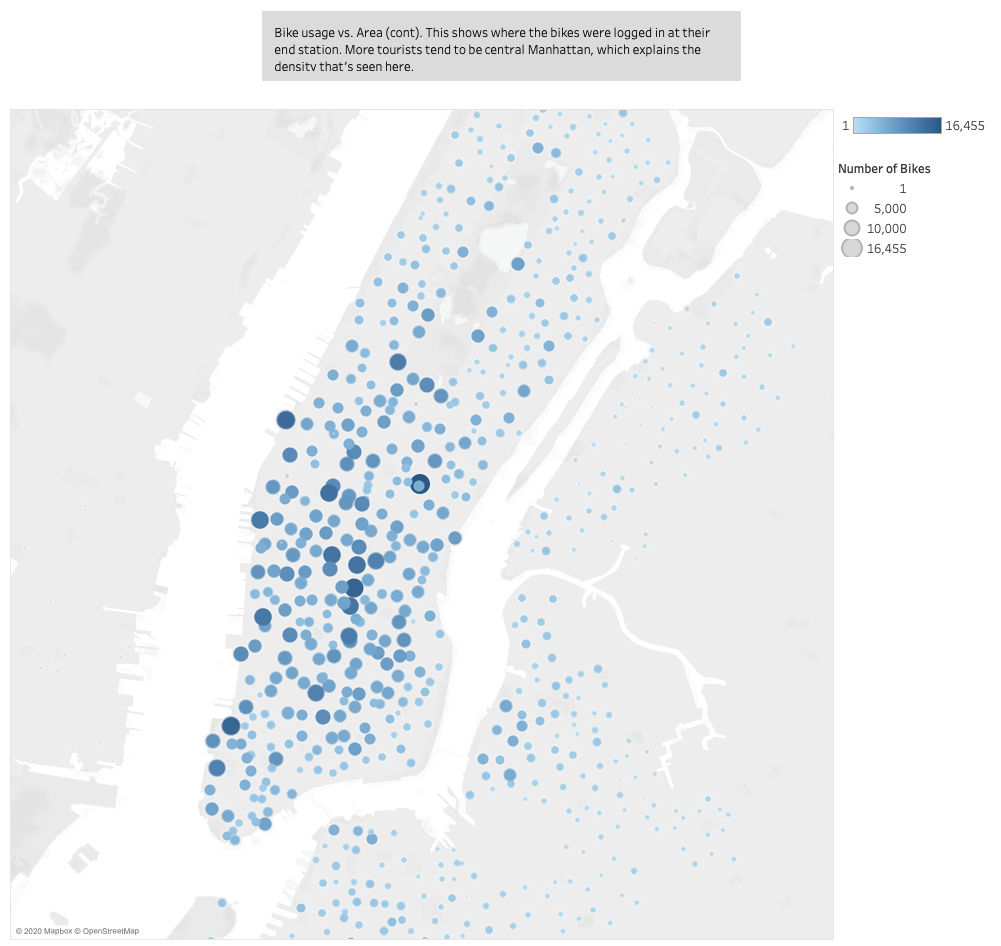 Bike usage vs. Area (cont). This shows where the bikes were logged in at their
end station. More tourists tend to be central Manhattan, which explains the
density that's seen here.
1 16,455
Number of Bikes
1
5,000
10,000
16,455
© 2020 Mapbox © OpenStreetMap